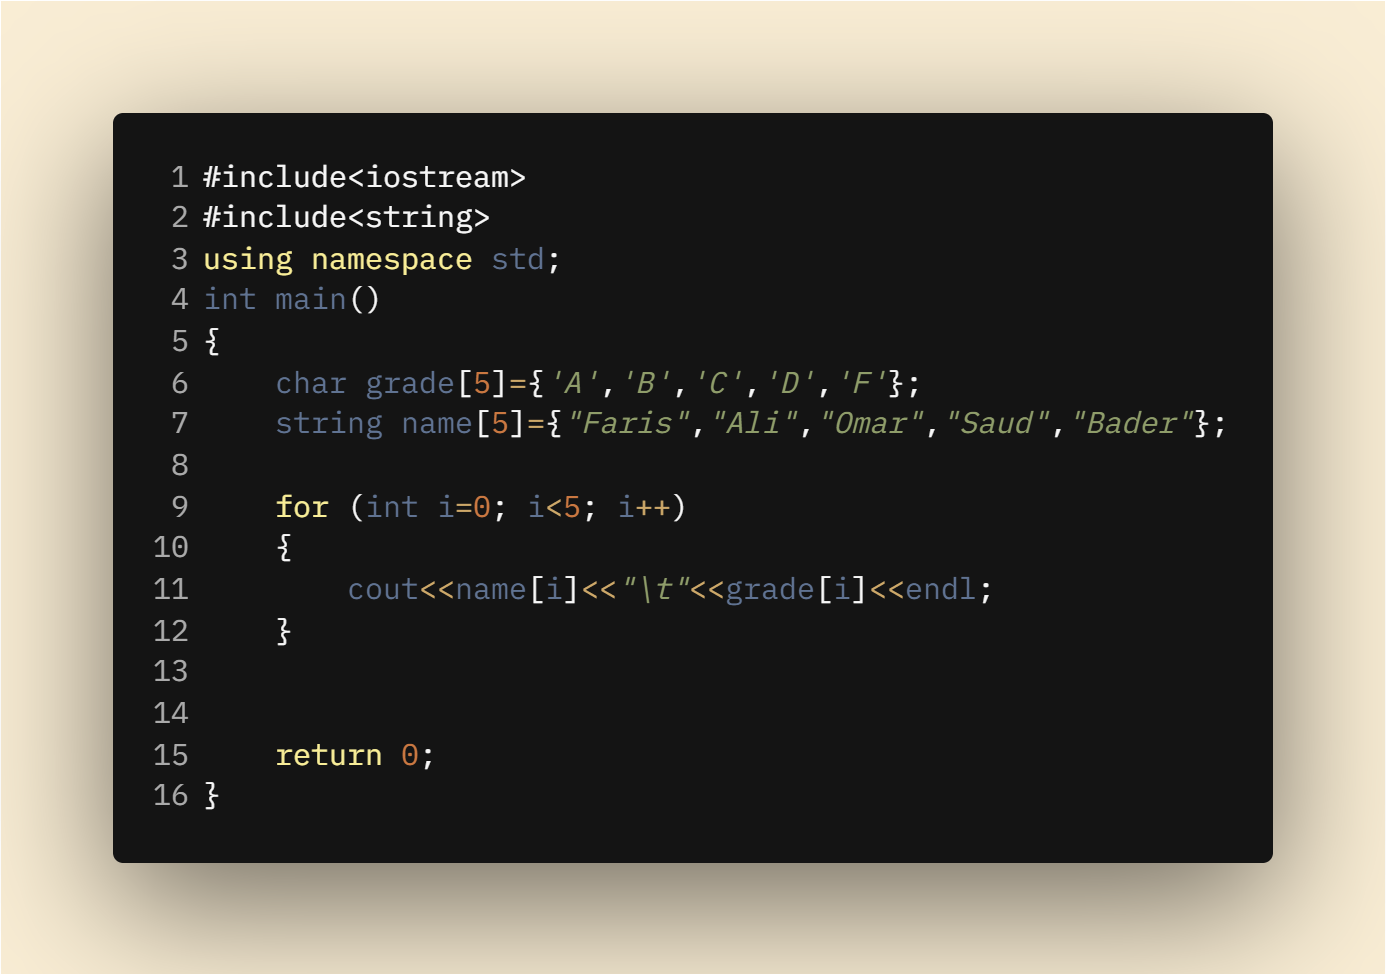 1 #include<iostream>
2 #include<string>
3 using namespace std;
4 int main()
5 {
6     char grade[5]={'A','B','C','D','F'};
7     string name[5]={"Faris","Ali","Omar","Saud","Bader"};
8
9     for (int i=0; i<5; i++)
10     {
11         cout<<name[i]<<"\t"<<grade[i]<<endl;
12     }
13
14
15     return 0;
16 }